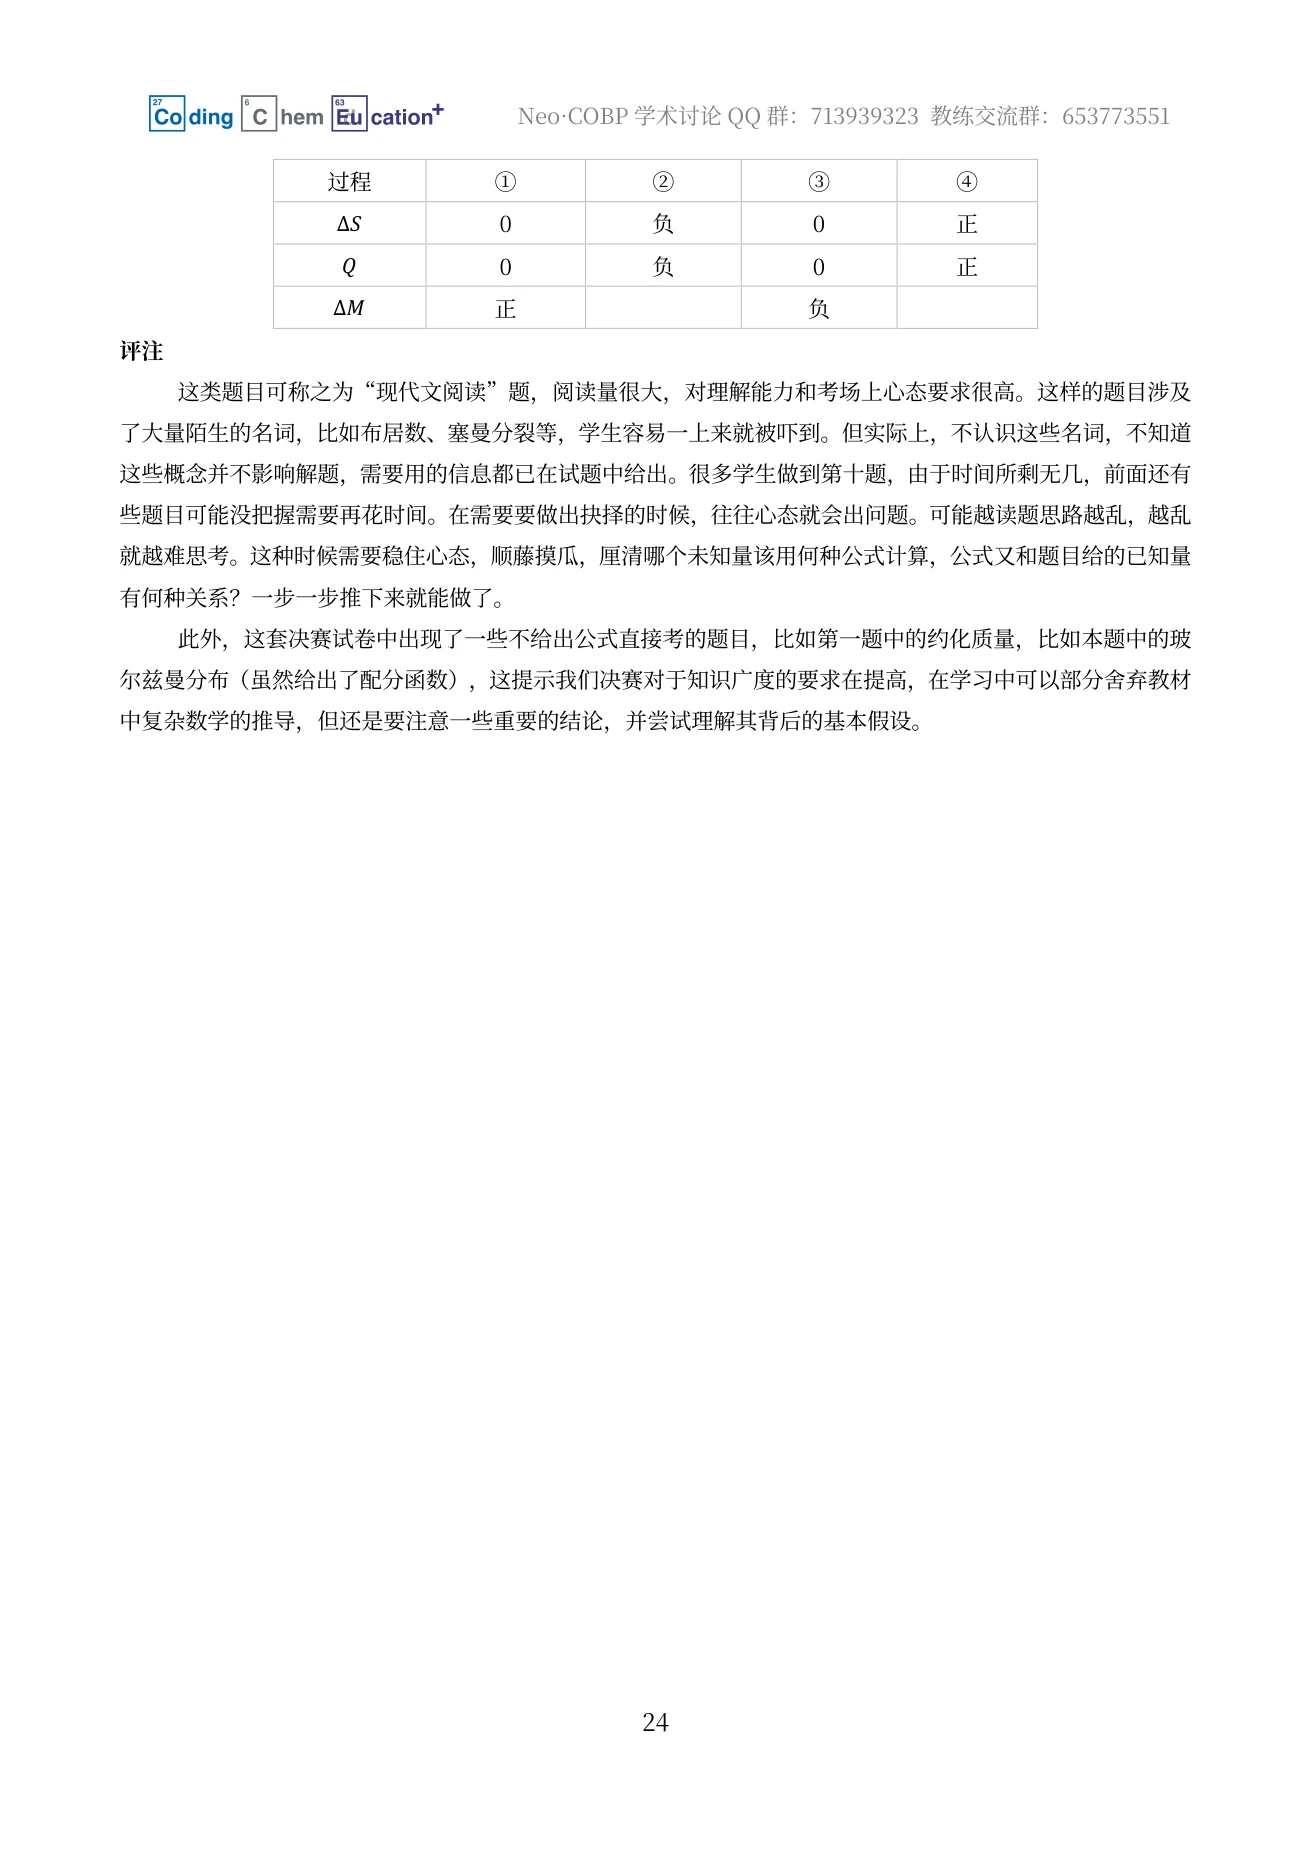 27 Coding 6 Chem 63 Eucation+ Neo·COBP 学术讨论 QQ 群：713939323 教练交流群：653773551
过程 ① ② ③ ④
ΔS 0 负 0 正
Q 0 负 0 正
ΔM 正 负
评注
这类题目可称之为“现代文阅读”题，阅读量很大，对理解能力和考场上心态要求很高。这样的题目涉及
了大量陌生的名词，比如布居数、塞曼分裂等，学生容易一上来就被吓到。但实际上，不认识这些名词，不知道
这些概念并不影响解题，需要用的信息都已在试题中给出。很多学生做到第十题，由于时间所剩无几，前面还有
些题目可能没把握需要再花时间。在需要要做出抉择的时候，往往心态就会出问题。可能越读题思路越乱，越乱
就越难思考。这种时候需要稳住心态，顺藤摸瓜，厘清哪个未知量该用何种公式计算，公式又和题目给的已知量
有何种关系？一步一步推下来就能做了。
此外，这套决赛试卷中出现了一些不给出公式直接考的题目，比如第一题中的约化质量，比如本题中的玻
尔兹曼分布（虽然给出了配分函数），这提示我们决赛对于知识广度的要求在提高，在学习中可以部分舍弃教材
中复杂数学的推导，但还是要注意一些重要的结论，并尝试理解其背后的基本假设。
24